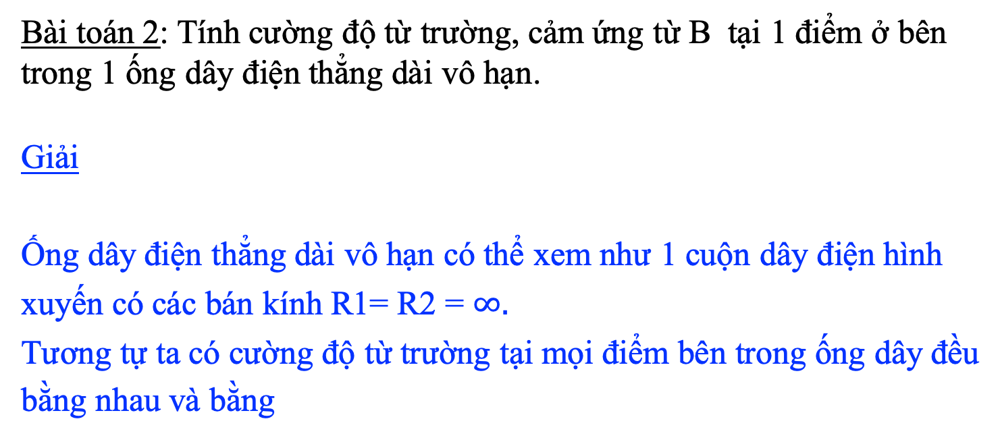 Bài toán 2: Tính cường độ từ trường, cảm ứng từ B tại 1 điểm ở bên
trong 1 ống dây điện thẳng dài vô hạn.
Giải
Ống dây điện thẳng dài vô hạn có thể xem như 1 cuộn dây điện hình
xuyến có các bán kính R1= R2 = ∞.
Tương tự ta có cường độ từ trường tại mọi điểm bên trong ống dây đều
bằng nhau và bằng